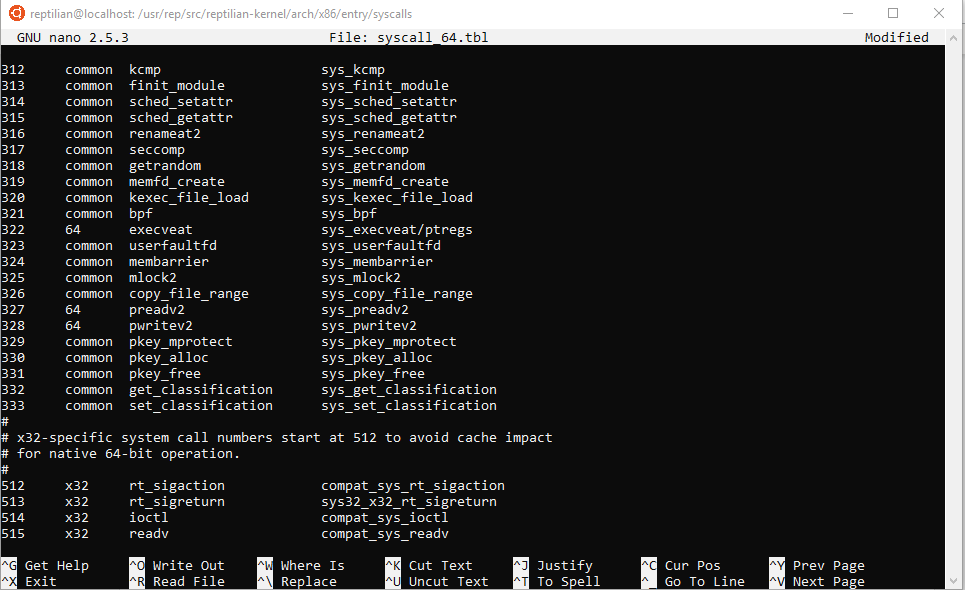 reptilian@localhost: /usr/rep/src/reptilian-kernel/arch/x86/entry/syscalls
GNU nano 2.5.3 File: syscall_64.tbl Modified
312 common kcmp sys_kcmp
313 common finit_module sys_finit_module
314 common sched_setattr sys_sched_setattr
315 common sched_getattr sys_sched_getattr
316 common renameat2 sys_renameat2
317 common seccomp sys_seccomp
318 common getrandom sys_getrandom
319 common memfd_create sys_memfd_create
320 common kexec_file_load sys_kexec_file_load
321 common bpf sys_bpf
322 64 execveat sys_execveat/ptregs
323 common userfaultfd sys_userfaultfd
324 common membarrier sys_membarrier
325 common mlock2 sys_mlock2
326 common copy_file_range sys_copy_file_range
327 64 preadv2 sys_preadv2
328 64 pwritev2 sys_pwritev2
329 common pkey_mprotect sys_pkey_mprotect
330 common pkey_alloc sys_pkey_alloc
331 common pkey_free sys_pkey_free
332 common get_classification sys_get_classification
333 common set_classification sys_set_classification
#
# x32-specific system call numbers start at 512 to avoid cache impact
# for native 64-bit operation.
#
512 x32 rt_sigaction compat_sys_rt_sigaction
513 x32 rt_sigreturn sys32_x32_rt_sigreturn
514 x32 ioctl compat_sys_ioctl
515 x32 readv compat_sys_readv
^G Get Help ^O Write Out ^W Where Is ^K Cut Text ^J Justify ^C Cur Pos ^Y Prev Page
^X Exit ^R Read File ^\ Replace ^U Uncut Text ^T To Spell ^_ Go To Line ^V Next Page